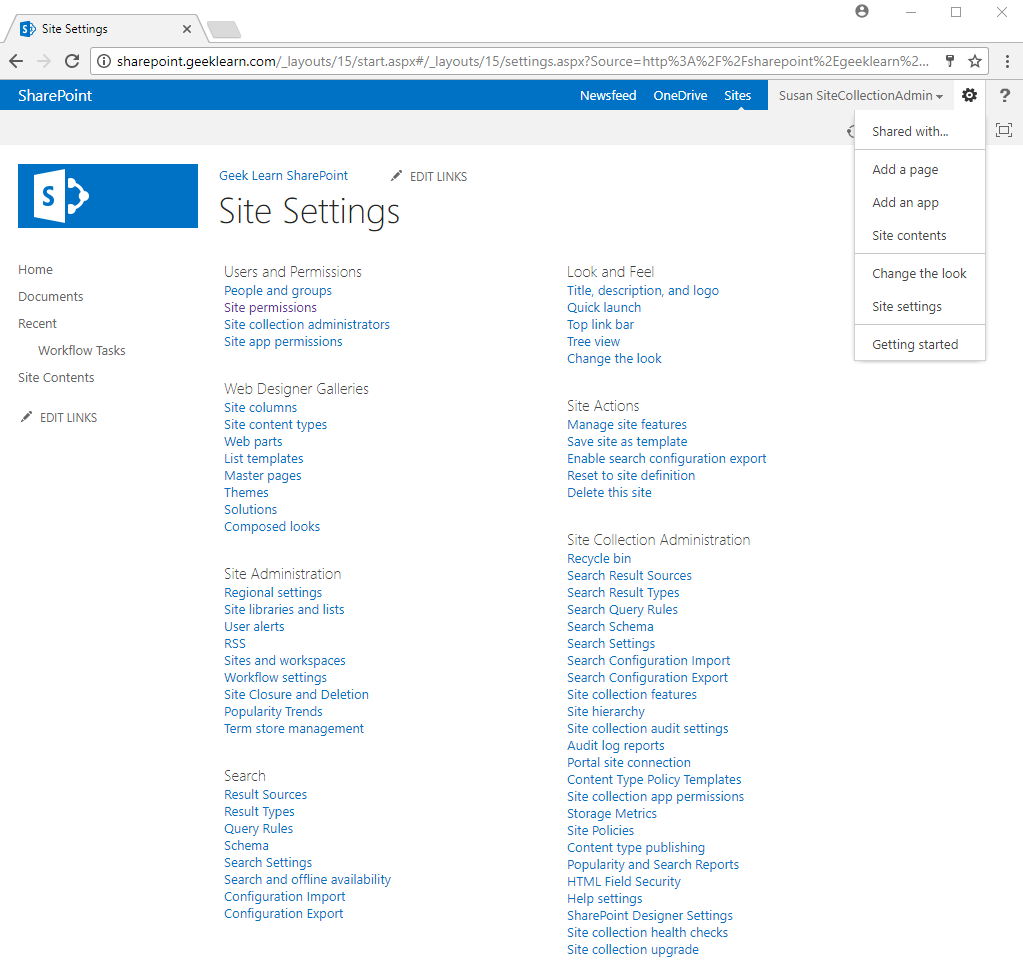 Site Settings
sharepoint.geeklearn.com/_layouts/15/start.aspx#/_layouts/15/settings.aspx?Source=http%3A%2F%2Fsharepoint%2Egeeklearn%2...
SharePoint
Newsfeed OneDrive Sites Susan SiteCollectionAdmin ?
Shared with...
Add a page
Add an app
Site contents
Change the look
Site settings
Getting started
S
Geek Learn SharePoint EDIT LINKS
Site Settings
Home
Documents
Recent
Workflow Tasks
Site Contents
EDIT LINKS
Users and Permissions
People and groups
Site permissions
Site collection administrators
Site app permissions
Web Designer Galleries
Site columns
Site content types
Web parts
List templates
Master pages
Themes
Solutions
Composed looks
Site Administration
Regional settings
Site libraries and lists
User alerts
RSS
Sites and workspaces
Workflow settings
Site Closure and Deletion
Popularity Trends
Term store management
Search
Result Sources
Result Types
Query Rules
Schema
Search Settings
Search and offline availability
Configuration Import
Configuration Export
Look and Feel
Title, description, and logo
Quick launch
Top link bar
Tree view
Change the look
Site Actions
Manage site features
Save site as template
Enable search configuration export
Reset to site definition
Delete this site
Site Collection Administration
Recycle bin
Search Result Sources
Search Result Types
Search Query Rules
Search Schema
Search Settings
Search Configuration Import
Search Configuration Export
Site collection features
Site hierarchy
Site collection audit settings
Audit log reports
Portal site connection
Content Type Policy Templates
Site collection app permissions
Storage Metrics
Site Policies
Content type publishing
Popularity and Search Reports
HTML Field Security
Help settings
SharePoint Designer Settings
Site collection health checks
Site collection upgrade